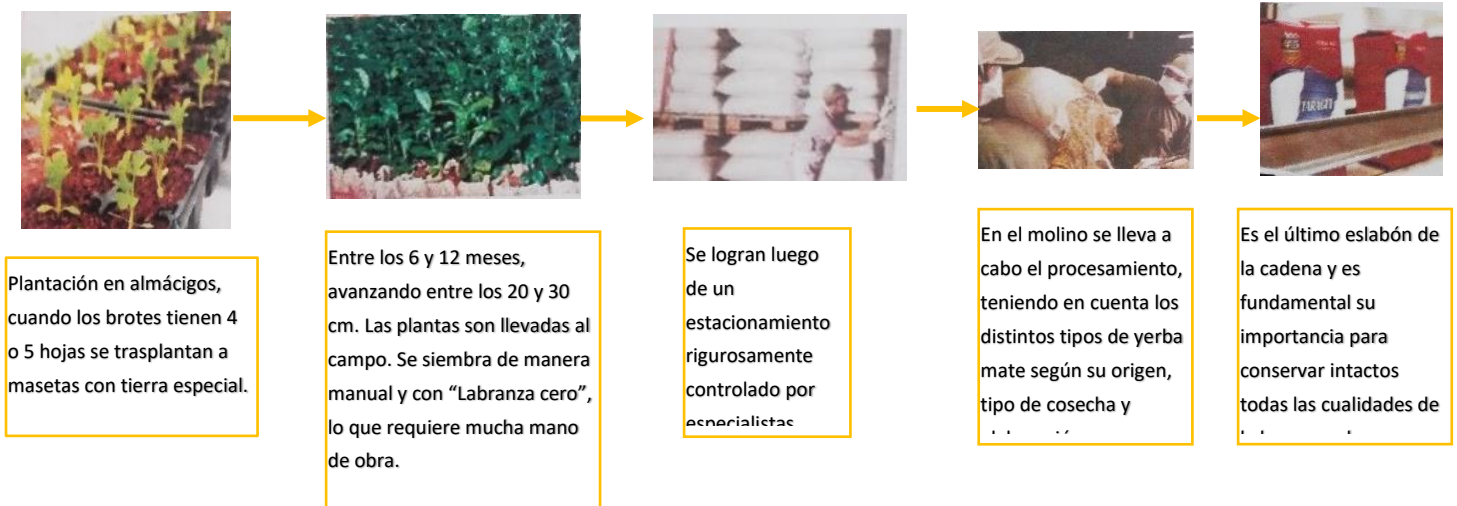 Plantación en almácigos,
cuando los brotes tienen 4
o 5 hojas se trasplantan a
masetas con tierra especial.
Entre los 6 y 12 meses,
avanzando entre los 20 y 30
cm. Las plantas son llevadas al
campo. Se siembra de manera
manual y con “Labranza cero”,
lo que requiere mucha mano
de obra.
Se logran luego
de un
estacionamiento
rigurosamente
controlado por
especialistas
En el molino se lleva a
cabo el procesamiento,
teniendo en cuenta los
distintos tipos de yerba
mate según su origen,
tipo de cosecha y
Es el último eslabón de
la cadena y es
fundamental su
importancia para
conservar intactos
todas las cualidades de